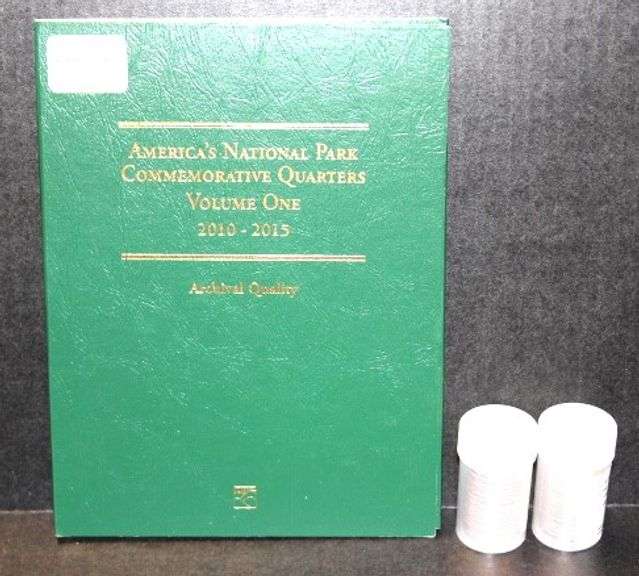 AMERICA'S NATIONAL PARK
COMMEMORATIVE QUARTERS
VOLUME ONE
2010 - 2015
Archival Quality